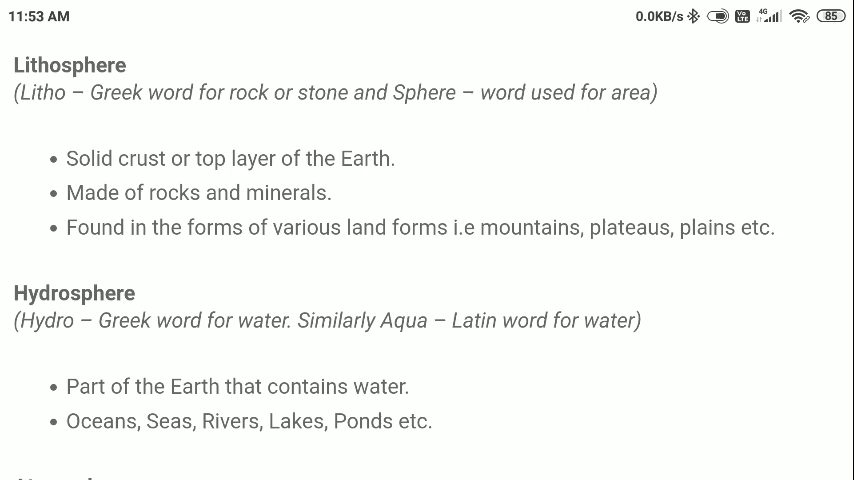 11:53 AM 0.0KB/s 4G 85
Lithosphere
(Litho – Greek word for rock or stone and Sphere – word used for area)
• Solid crust or top layer of the Earth.
• Made of rocks and minerals.
• Found in the forms of various land forms i.e mountains, plateaus, plains etc.
Hydrosphere
(Hydro – Greek word for water. Similarly Aqua – Latin word for water)
• Part of the Earth that contains water.
• Oceans, Seas, Rivers, Lakes, Ponds etc.